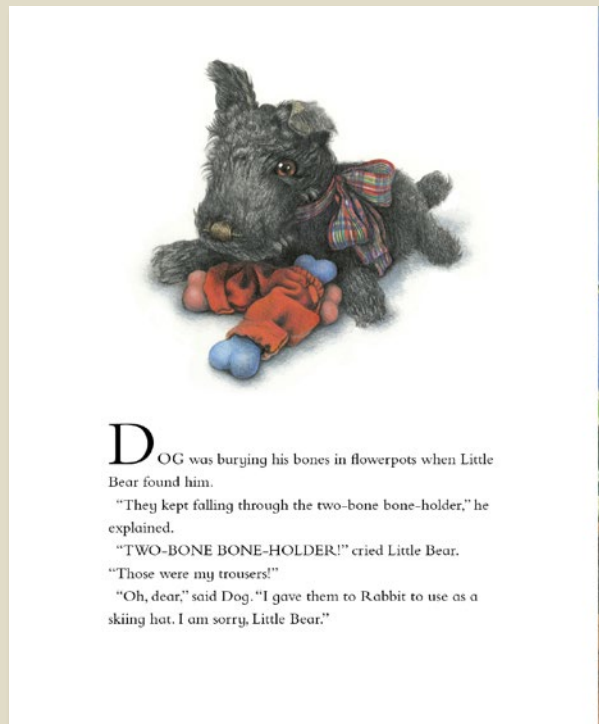 DOG was burying his bones in flowerpots when Little
Bear found him.
“They kept falling through the two-bone bone-holder,” he
explained.
“TWO-BONE BONE-HOLDER!” cried Little Bear.
“Those were my trousers!”
“Oh, dear,” said Dog. “I gave them to Rabbit to use as a
skiing hat. I am sorry, Little Bear.”